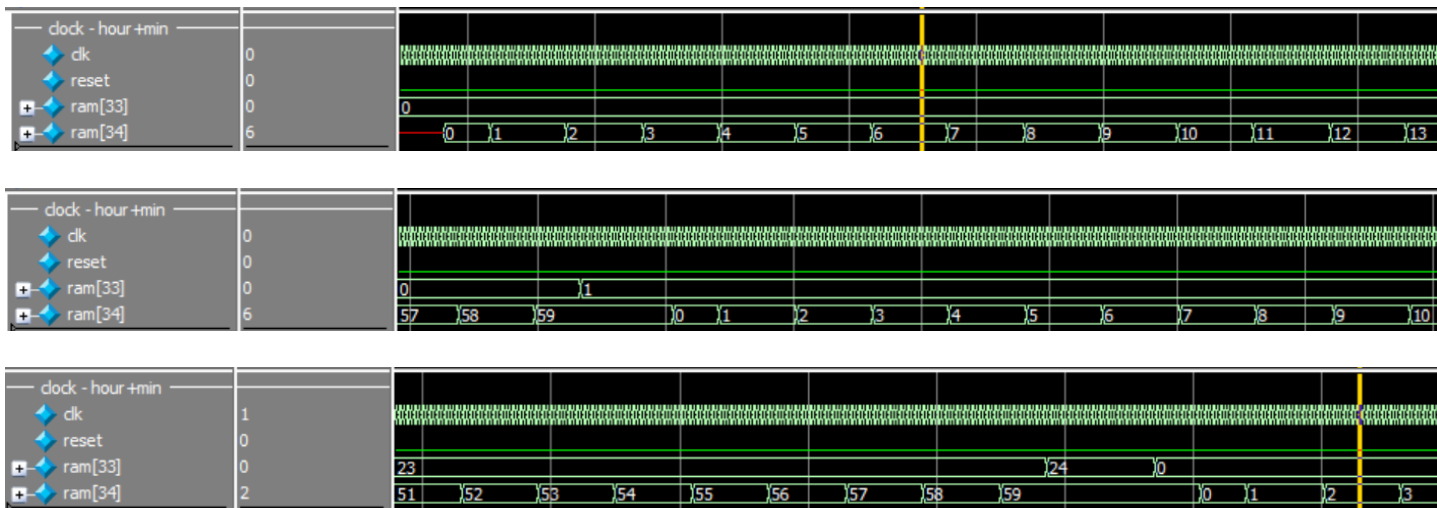 clock - hour+min
clk 0
reset 0
ram[33] 0 0
ram[34] 6 0 1 2 3 4 5 6 7 8 9 10 11 12 13
clock - hour+min
clk 0
reset 0
ram[33] 0 0 1
ram[34] 6 57 58 59 0 1 2 3 4 5 6 7 8 9 10
clock - hour+min
clk 1
reset 0
ram[33] 0 23 24 0
ram[34] 2 51 52 53 54 55 56 57 58 59 0 1 2 3